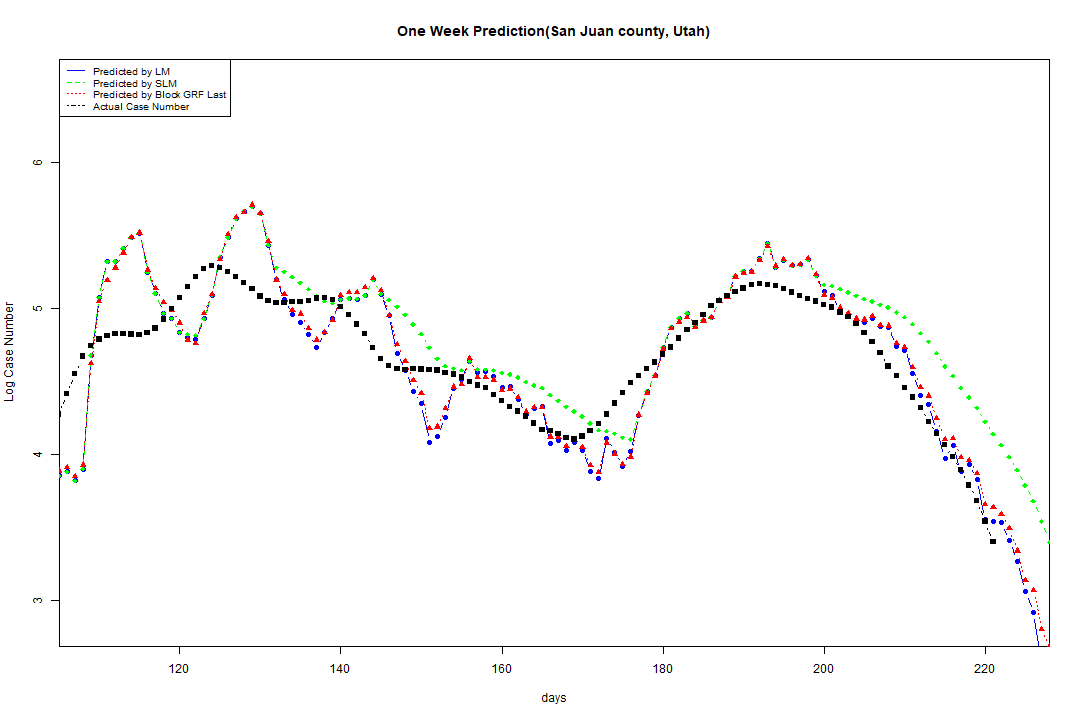 One Week Prediction(San Juan county, Utah)
Predicted by LM
Predicted by SLM
Predicted by Block GRF Last
Actual Case Number
6
5
4
3
Log Case Number
120 140 160 180 200 220
days